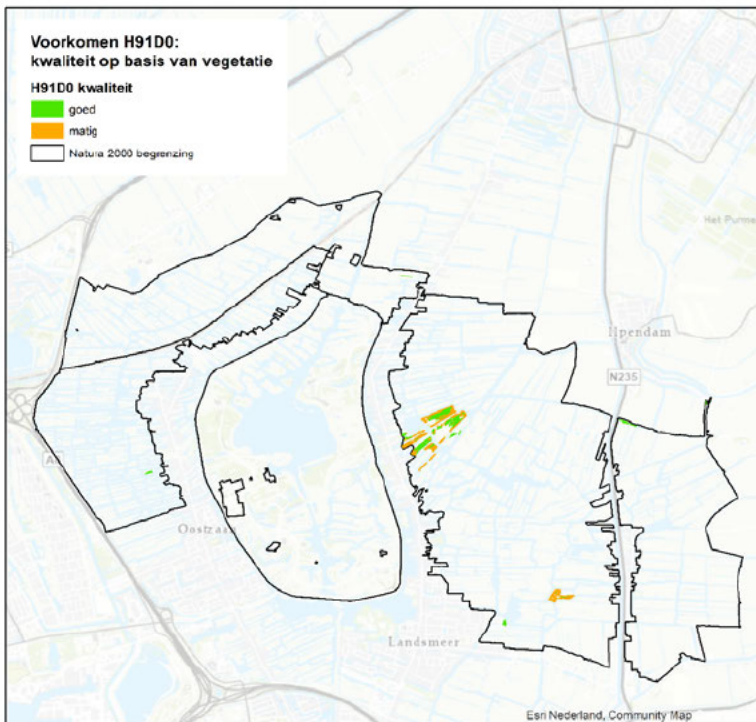 Voorkomen H91D0:
kwaliteit op basis van vegetatie
H91D0 kwaliteit
goed
matig
Natura 2000 begrenzing
Het Purme
Ilpendam
N235
Oostzaan
Landsmeer
Esri Nederland, Community Map